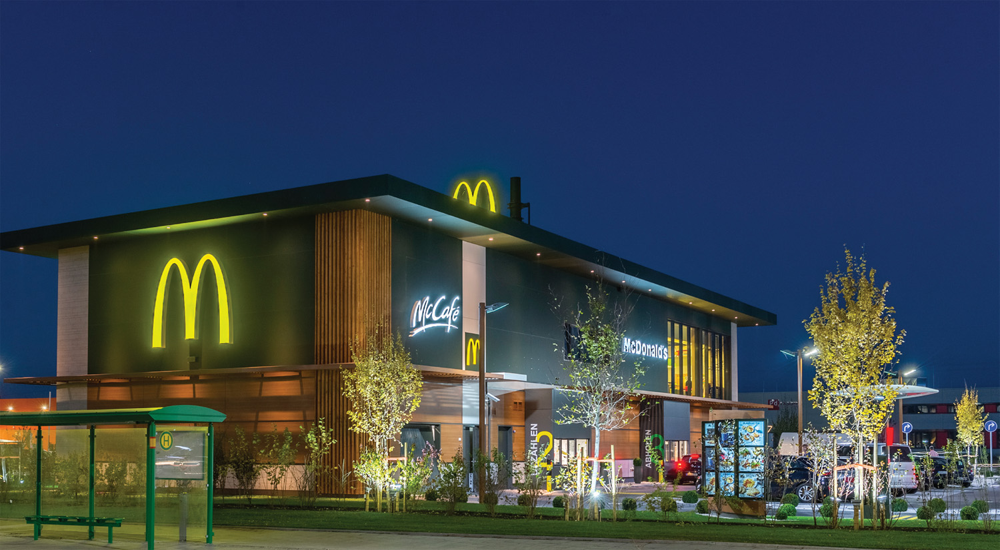 McCafé
McDonald's
ZAHLEN
2
ABHOLEN
3
H